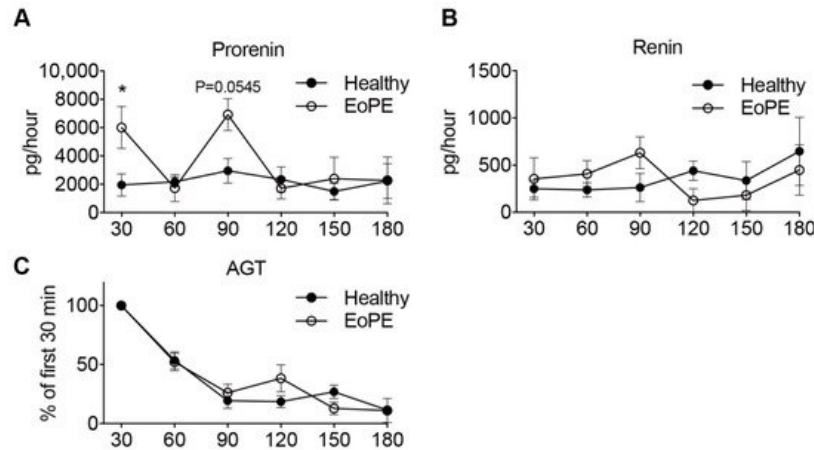 A
Prorenin
10,000
8000
6000
4000
2000
0
pg/hour
*
P=0.0545
Healthy
EoPE
30 60 90 120 150 180
B
Renin
1500
1000
500
0
pg/hour
Healthy
EoPE
30 60 90 120 150 180
C
AGT
100
50
0
% of first 30 min
Healthy
EoPE
30 60 90 120 150 180